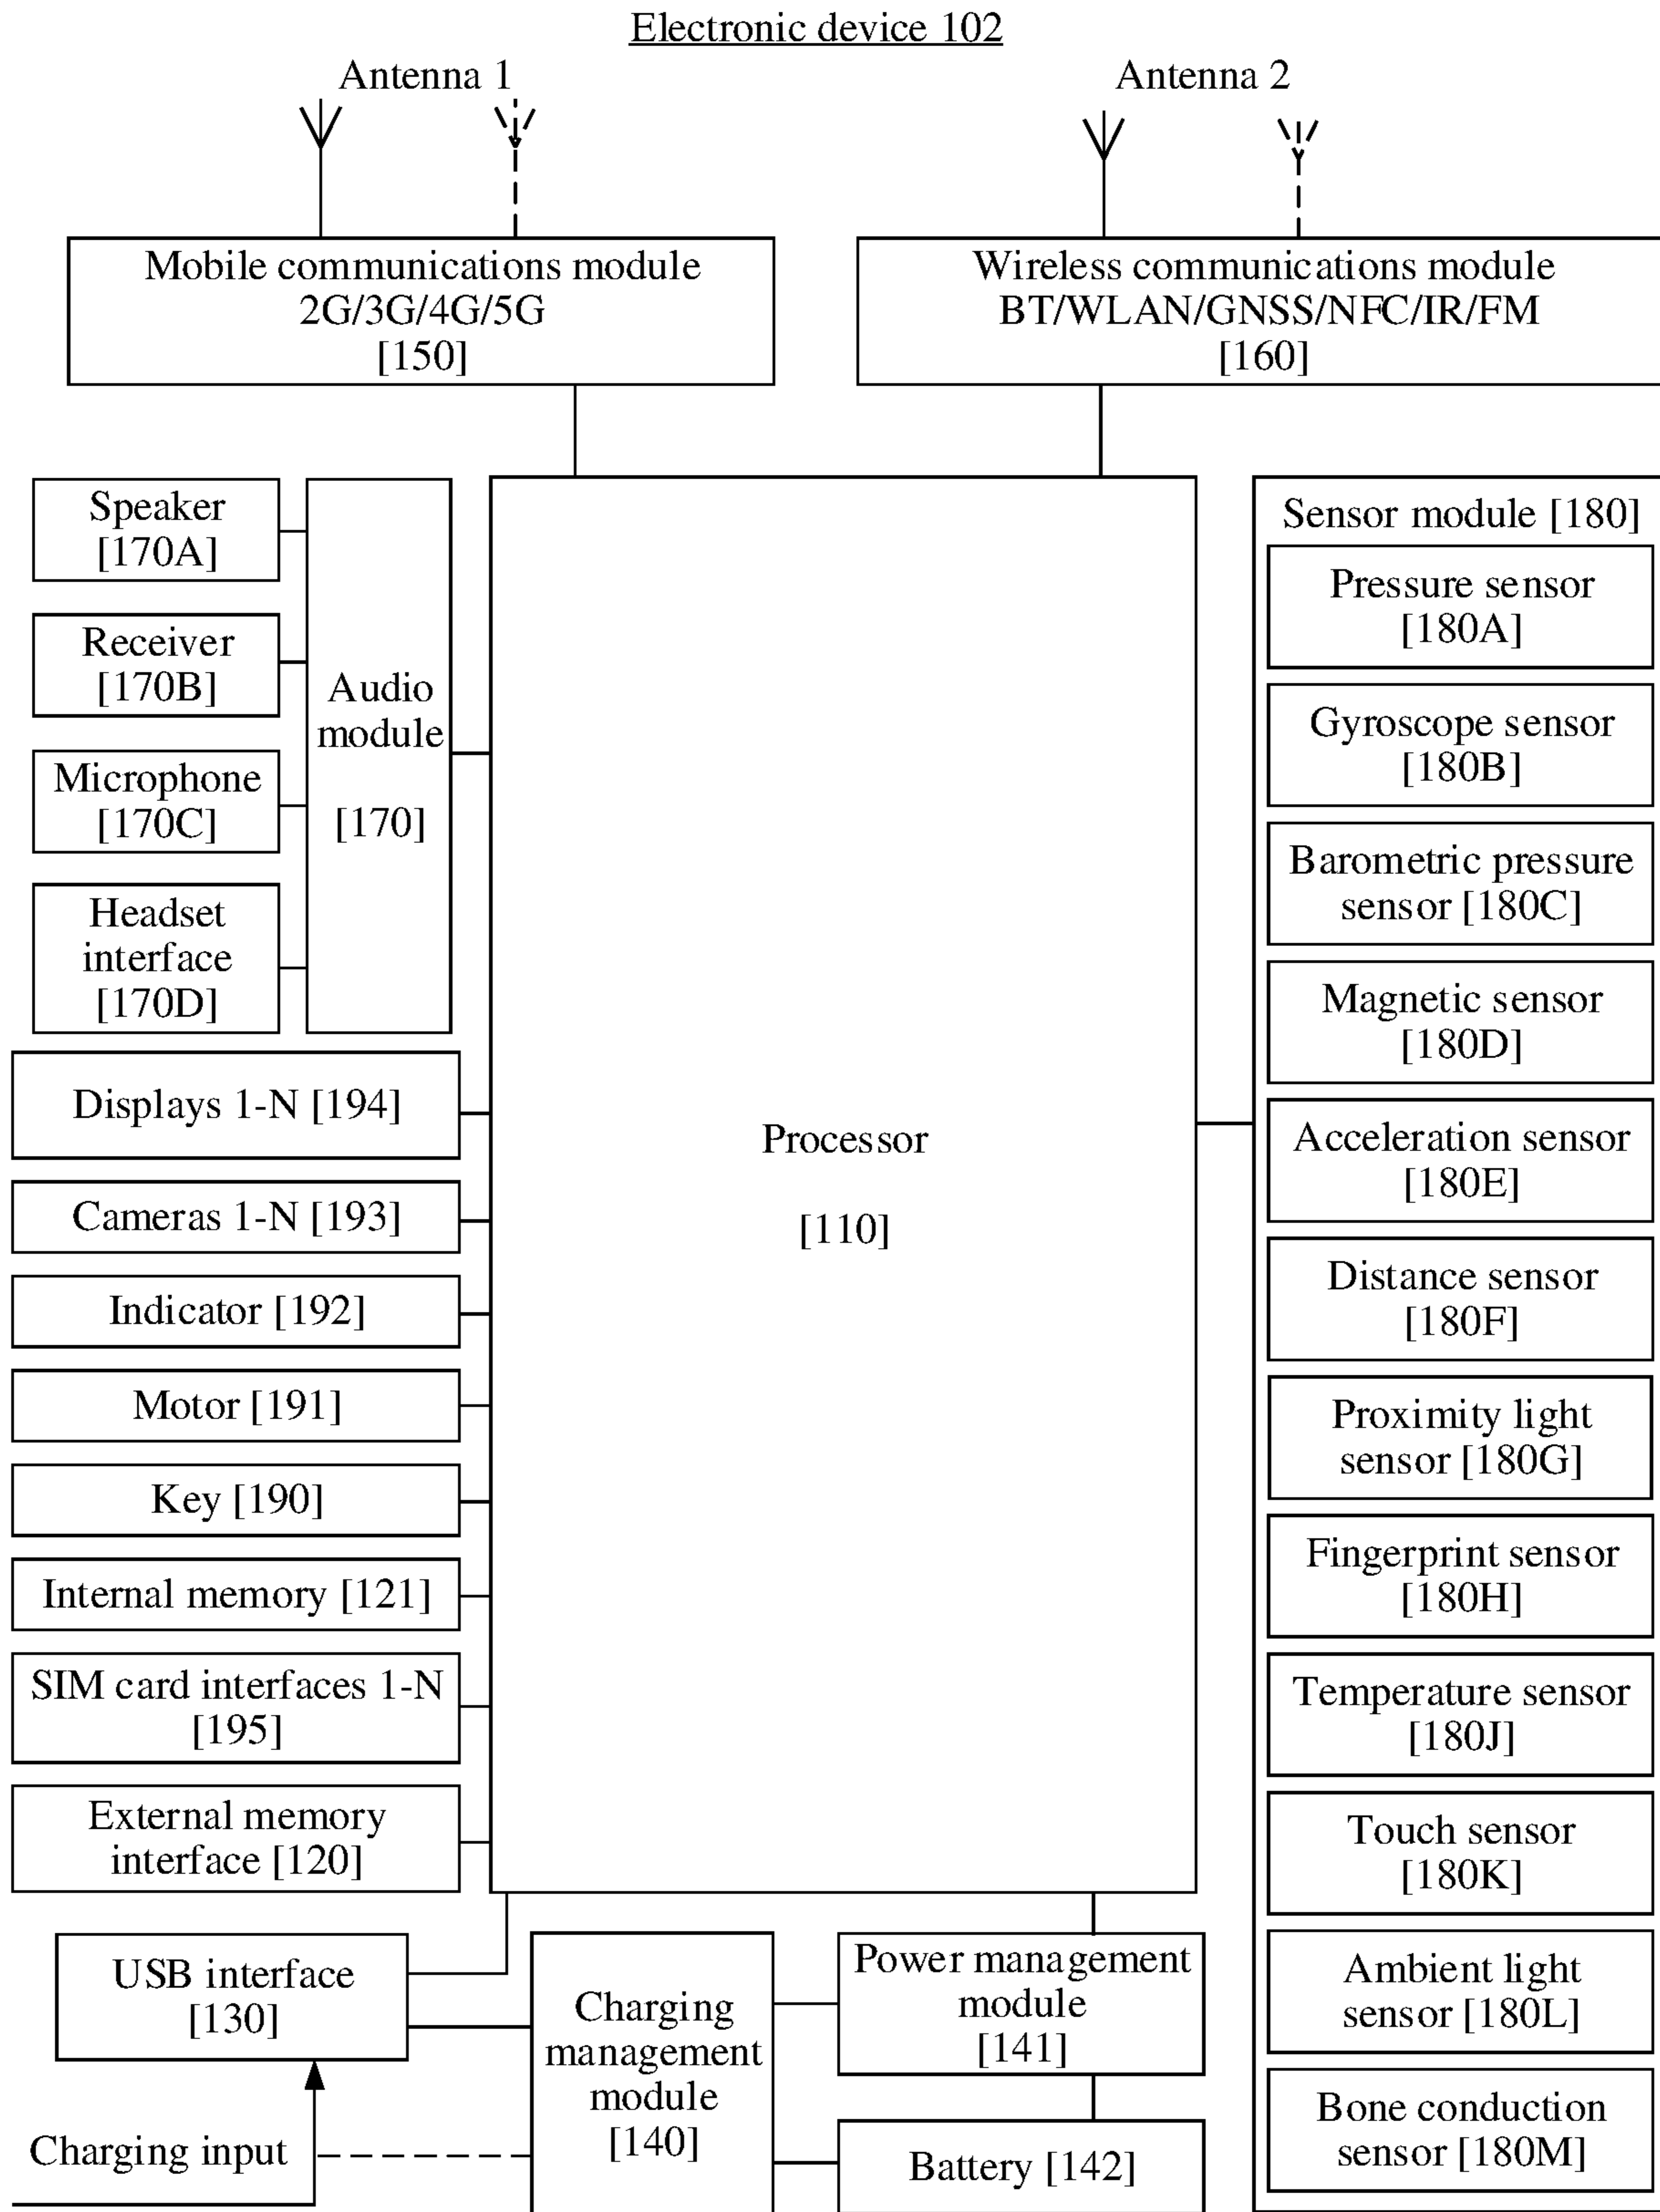 Electronic device 102
Antenna 1
Antenna 2
Mobile communications module
2G/3G/4G/5G
[150]
Wireless communications module
BT/WLAN/GNSS/NFC/IR/FM
[160]
Speaker
[170A]
Receiver
[170B]
Microphone
[170C]
Headset
interface
[170D]
Audio
module
[170]
Displays 1-N [194]
Cameras 1-N [193]
Indicator [192]
Motor [191]
Key [190]
Internal memory [121]
SIM card interfaces 1-N
[195]
External memory
interface [120]
Processor
[110]
Sensor module [180]
Pressure sensor
[180A]
Gyroscope sensor
[180B]
Barometric pressure
sensor [180C]
Magnetic sensor
[180D]
Acceleration sensor
[180E]
Distance sensor
[180F]
Proximity light
sensor [180G]
Fingerprint sensor
[180H]
Temperature sensor
[180J]
Touch sensor
[180K]
Ambient light
sensor [180L]
Bone conduction
sensor [180M]
USB interface
[130]
Charging input
Charging
management
module
[140]
Power management
module
[141]
Battery [142]